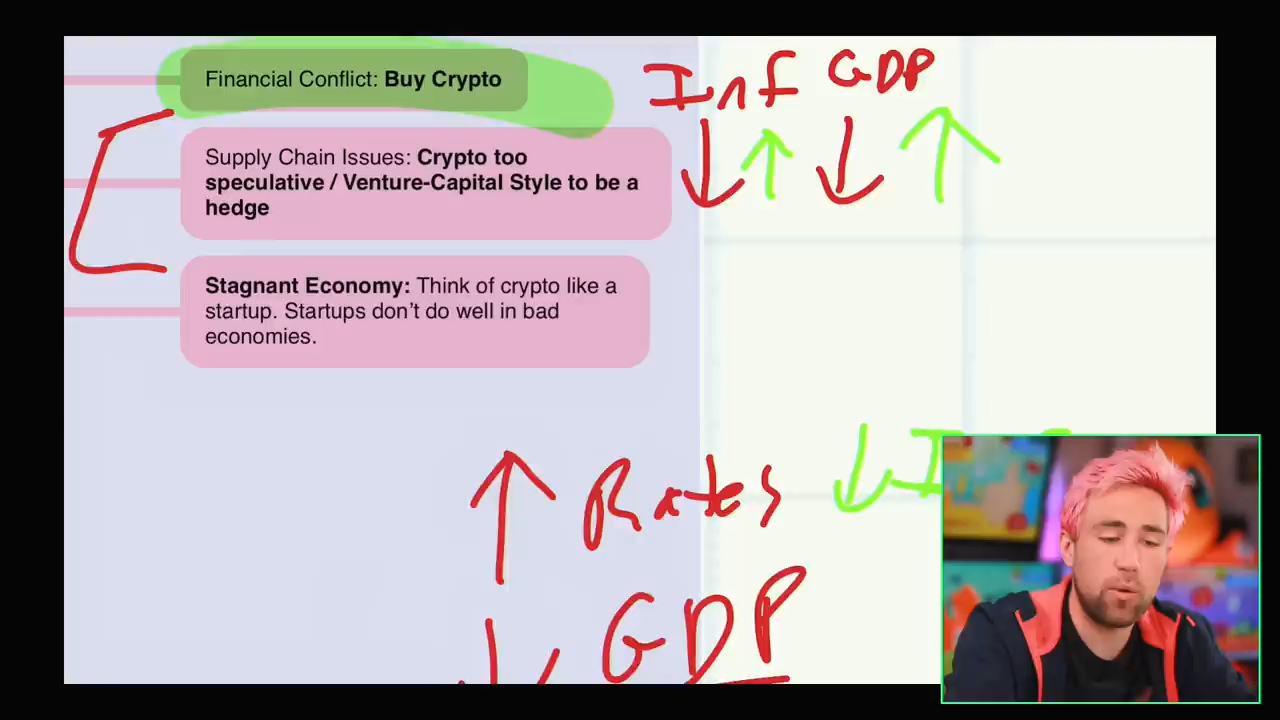 Financial Conflict: Buy Crypto
Inf GDP
Supply Chain Issues: Crypto too
speculative / Venture-Capital Style to be a
hedge
Stagnant Economy: Think of crypto like a
startup. Startups don't do well in bad
economies.
Rates
GDP